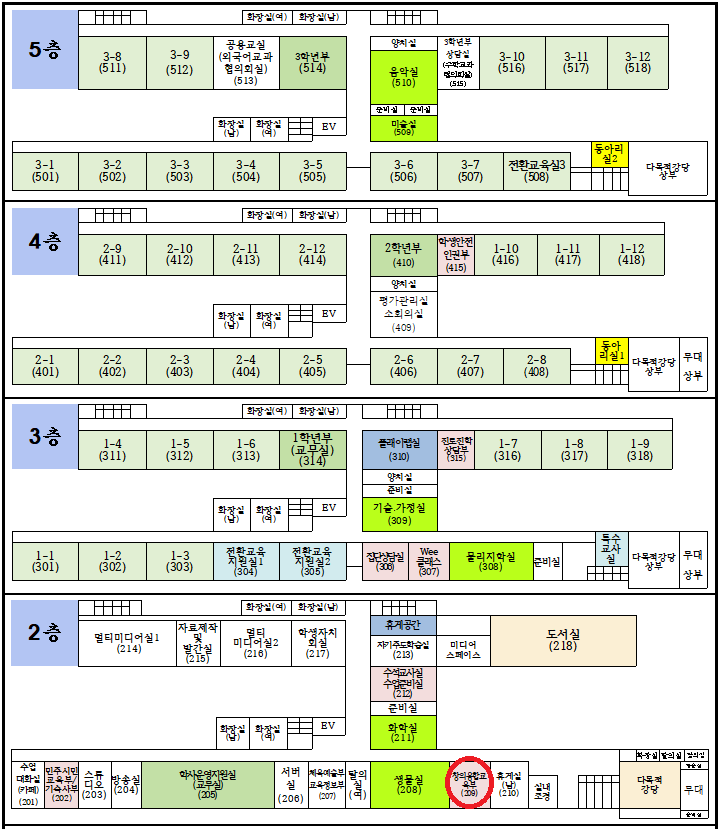 화장실(여) 화장실(남)
5층
3-8
(511)
3-9
(512)
공용교실
(외국어교과
협의회실)
(513)
3학년부
(514)
양치실
음악실
(510)
3학년부
상담실
(수학교과
협의회실)
(515)
3-10
(516)
3-11
(517)
3-12
(518)
준비실 준비실
미술실
(509)
화장실
(남)
화장실
(여)
EV
3-1
(501)
3-2
(502)
3-3
(503)
3-4
(504)
3-5
(505)
3-6
(506)
3-7
(507)
전환교육실3
(508)
동아리
실2
다목적강당
상부
화장실(여) 화장실(남)
4층
2-9
(411)
2-10
(412)
2-11
(413)
2-12
(414)
2학년부
(410)
학생안전
인권부
(415)
1-10
(416)
1-11
(417)
1-12
(418)
양치실
평가관리실
소회의실
(409)
화장실
(남)
화장실
(여)
EV
2-1
(401)
2-2
(402)
2-3
(403)
2-4
(404)
2-5
(405)
2-6
(406)
2-7
(407)
2-8
(408)
동아
리실1
다목적강당
상부
무대
상부
화장실(여) 화장실(남)
3층
1-4
(311)
1-5
(312)
1-6
(313)
1학년부
(교무실)
(314)
플레이랩실
(310)
진로진학
상담부
(315)
1-7
(316)
1-8
(317)
1-9
(318)
양치실
준비실
기술.가정실
(309)
화장실
(남)
화장실
(여)
EV
1-1
(301)
1-2
(302)
1-3
(303)
전환교육
지원실1
(304)
전환교육
지원실2
(305)
집단상담실
(306)
Wee
클래스
(307)
물리지학실
(308)
준비실
특수
교사
실
다목적강당
상부
무대
상부
화장실(여) 화장실(남)
2층
멀티미디어실1
(214)
자료제작
및
발간실
(215)
멀티
미디어실2
(216)
학생자치
회실
(217)
휴게공간
자기주도학습실
(213)
미디어
스페이스
도서실
(218)
수석교사실
수업준비실
(212)
준비실
화학실
(211)
화장실
(남)
화장실
(여)
EV
수업
대화실
(카페)
(201)
민주시민
교육부/
기숙사부
(202)
스튜
디오
(203)
방송실
(204)
학사운영지원실
(교무실)
(205)
서버
실
(206)
체육예술부
교육정보부
(207)
탈의
실
(여)
생물실
(208)
창의융합교
육부
(209)
휴게실
(남)
(210)
실내
조경
화장실 탈의실
다목적
강당
무대